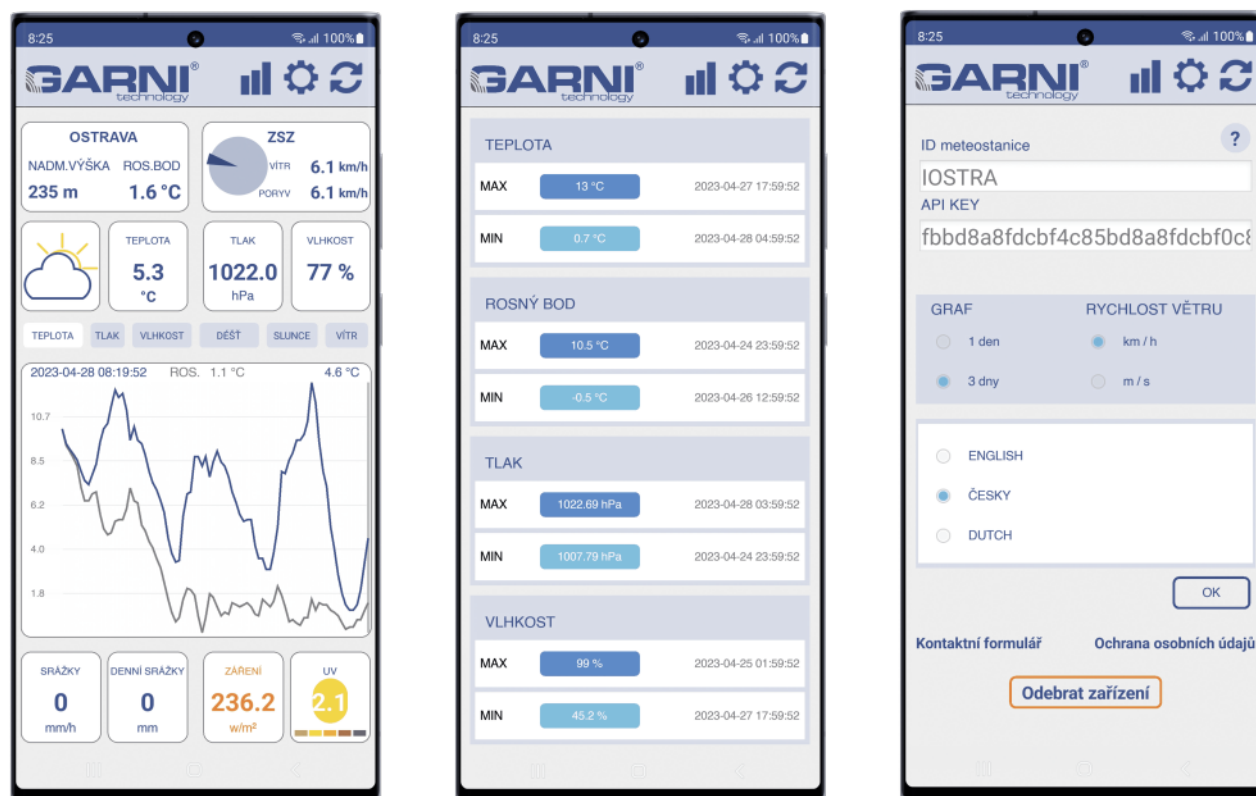 8:25
100%
GARNI®
technology
OSTRAVA
NADM.VÝŠKA ROS.BOD
235 m 1.6 °C
ZSZ
VÍTR 6.1 km/h
PORYV 6.1 km/h
TEPLOTA
5.3
°C
TLAK
1022.0
hPa
VLHKOST
77 %
TEPLOTA TLAK VLHKOST DÉŠŤ SLUNCE VÍTR
2023-04-28 08:19:52 ROS. 1.1 °C 4.6 °C
10.7
8.5
6.2
4.0
1.8
SRÁŽKY
0
mm/h
DENNÍ SRÁŽKY
0
mm
ZÁŘENÍ
236.2
w/m²
UV
2.1
8:25
100%
GARNI®
technology
TEPLOTA
MAX 13 °C 2023-04-27 17:59:52
MIN 0.7 °C 2023-04-28 04:59:52
ROSNÝ BOD
MAX 10.5 °C 2023-04-24 23:59:52
MIN -0.5 °C 2023-04-26 12:59:52
TLAK
MAX 1022.69 hPa 2023-04-28 03:59:52
MIN 1007.79 hPa 2023-04-24 23:59:52
VLHKOST
MAX 99 % 2023-04-25 01:59:52
MIN 45.2 % 2023-04-27 17:59:52
8:25
100%
GARNI®
technology
ID meteostanice ?
IOSTRA
API KEY
fbbd8a8fdcbf4c85bd8a8fdcbf0c8
GRAF RYCHLOST VĚTRU
1 den km / h
3 dny m / s
ENGLISH
ČESKY
DUTCH
OK
Kontaktní formulář Ochrana osobních údajů
Odebrat zařízení